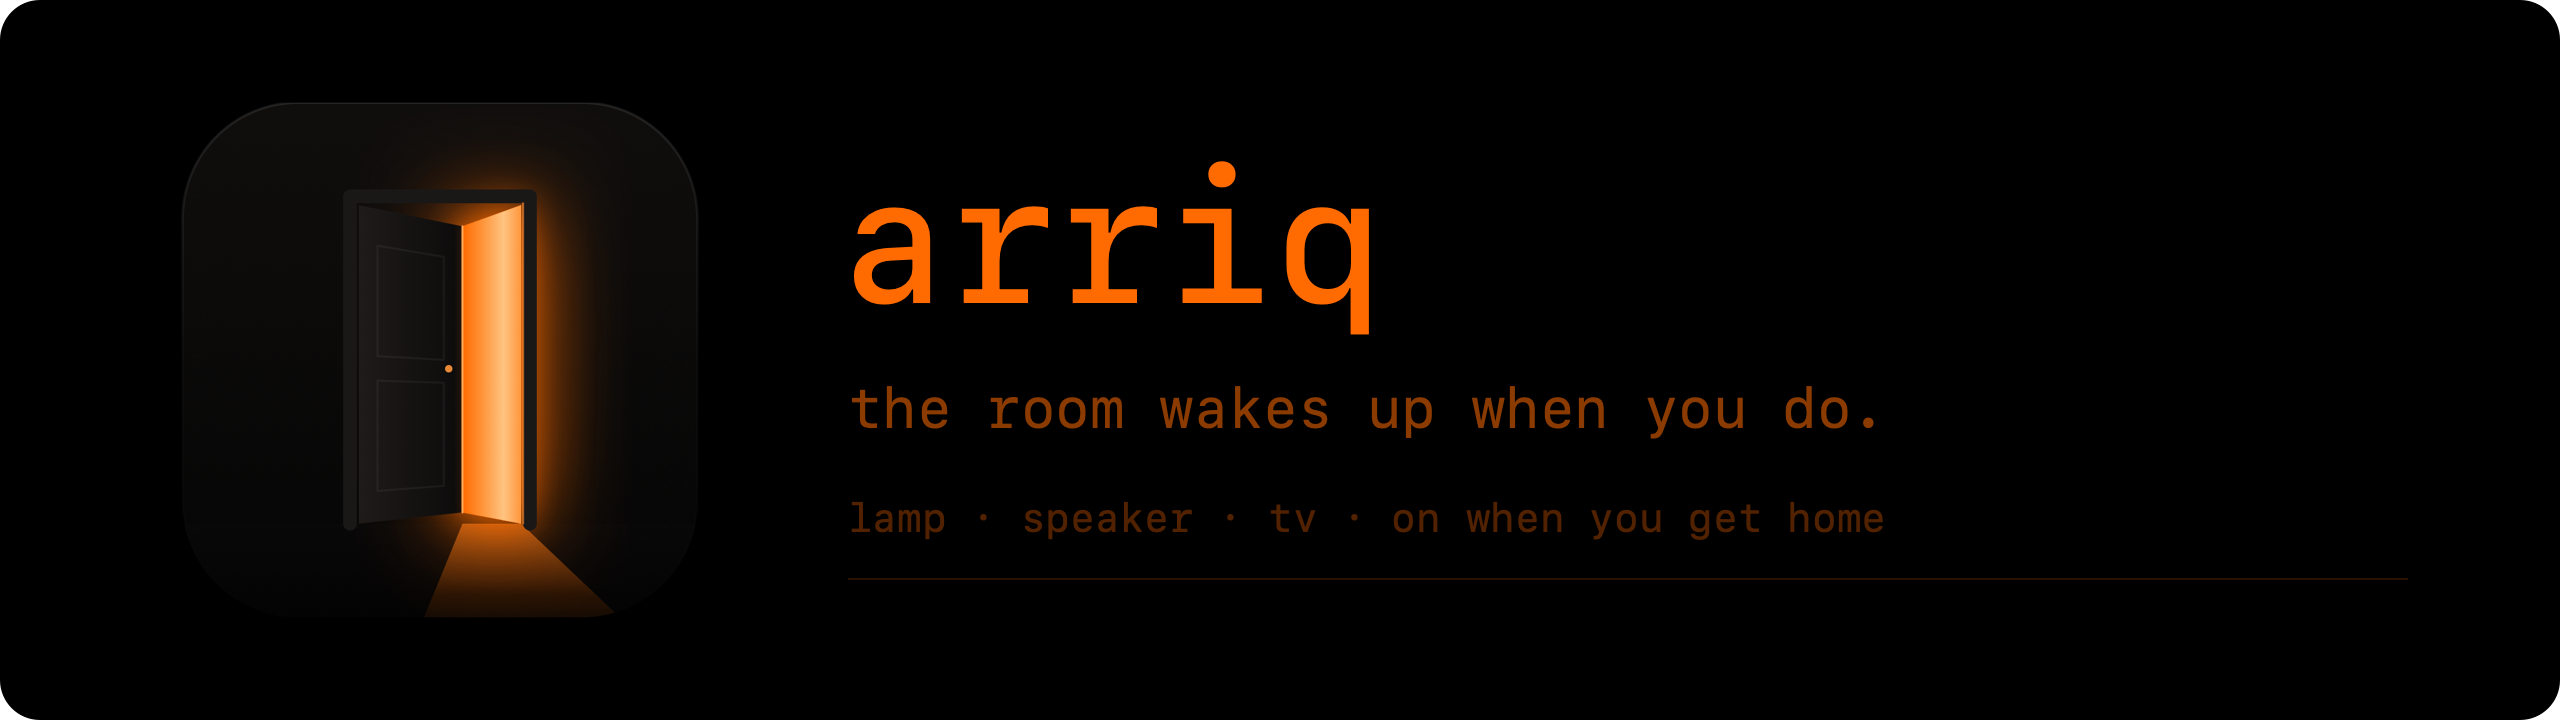 arriq
the room wakes up when you do.
lamp · speaker · tv · on when you get home